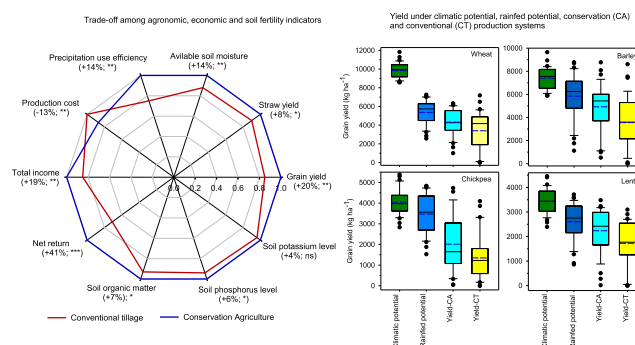 Trade-off among agronomic, economic and soil fertility indicators
Precipitation use efficiency
(+14%; **)
Avilable soil moisture
(+14%; **)
Production cost
(-13%; **)
Straw yield
(+8%; *)
Total income
(+19%; **)
0.0 0.2 0.4 0.6 0.8 1.0
Grain yield
(+20%; **)
Net return
(+41%; ***)
Soil potassium level
(+4%; ns)
Soil organic matter
(+7%); *
Soil phosphorus level
(+6%; *)
Conventional tillage
Conservation Agriculture
Yield under climatic potential, rainfed potential, conservation (CA)
and conventional (CT) production systems
Grain yield (kg ha⁻¹)
12000
10000
8000
6000
4000
2000
0
Wheat
10000
8000
6000
4000
2000
0
Barley
Grain yield (kg ha⁻¹)
5000
4000
3000
2000
1000
0
Chickpea
5000
4000
3000
2000
1000
0
Lent
Climatic potential
Rainfed potential
Yield-CA
Yield-CT
Climatic potential
Rainfed potential
Yield-CA
Yield-CT